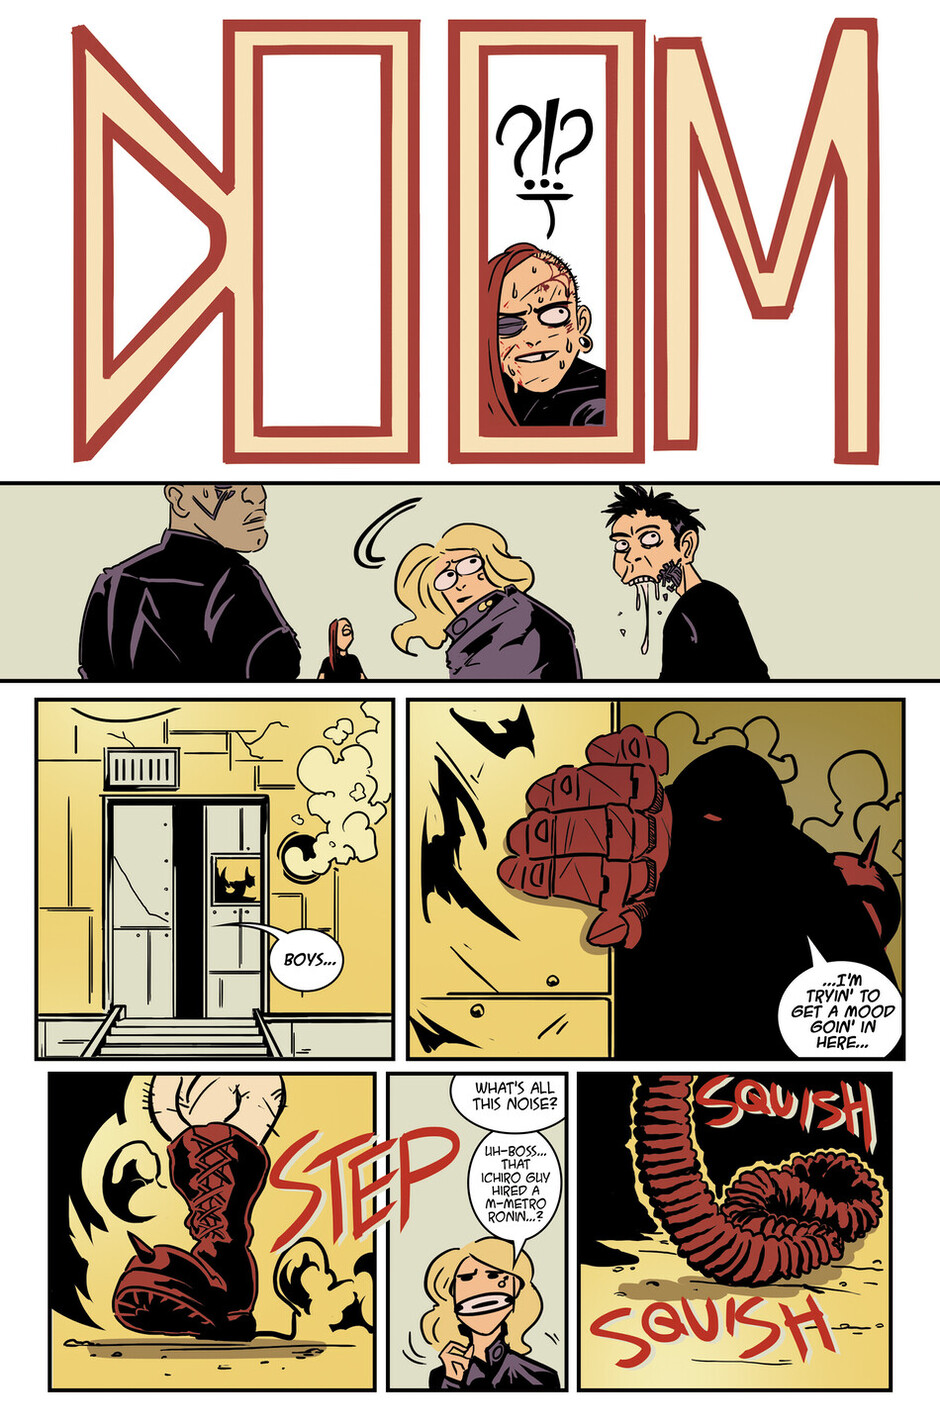 DOOM
?!?
BOYS...
...I'M
TRYIN' TO
GET A MOOD
GOIN' IN
HERE...
STEP
WHAT'S ALL
THIS NOISE?
UH-BOSS...
THAT
ICHIRO GUY
HIRED A
M-METRO
RONIN...?
SQUISH
SQUISH